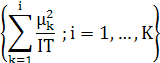 {∑_{k=1}^{i} μ_k^2/IT ; i = 1, …, K}